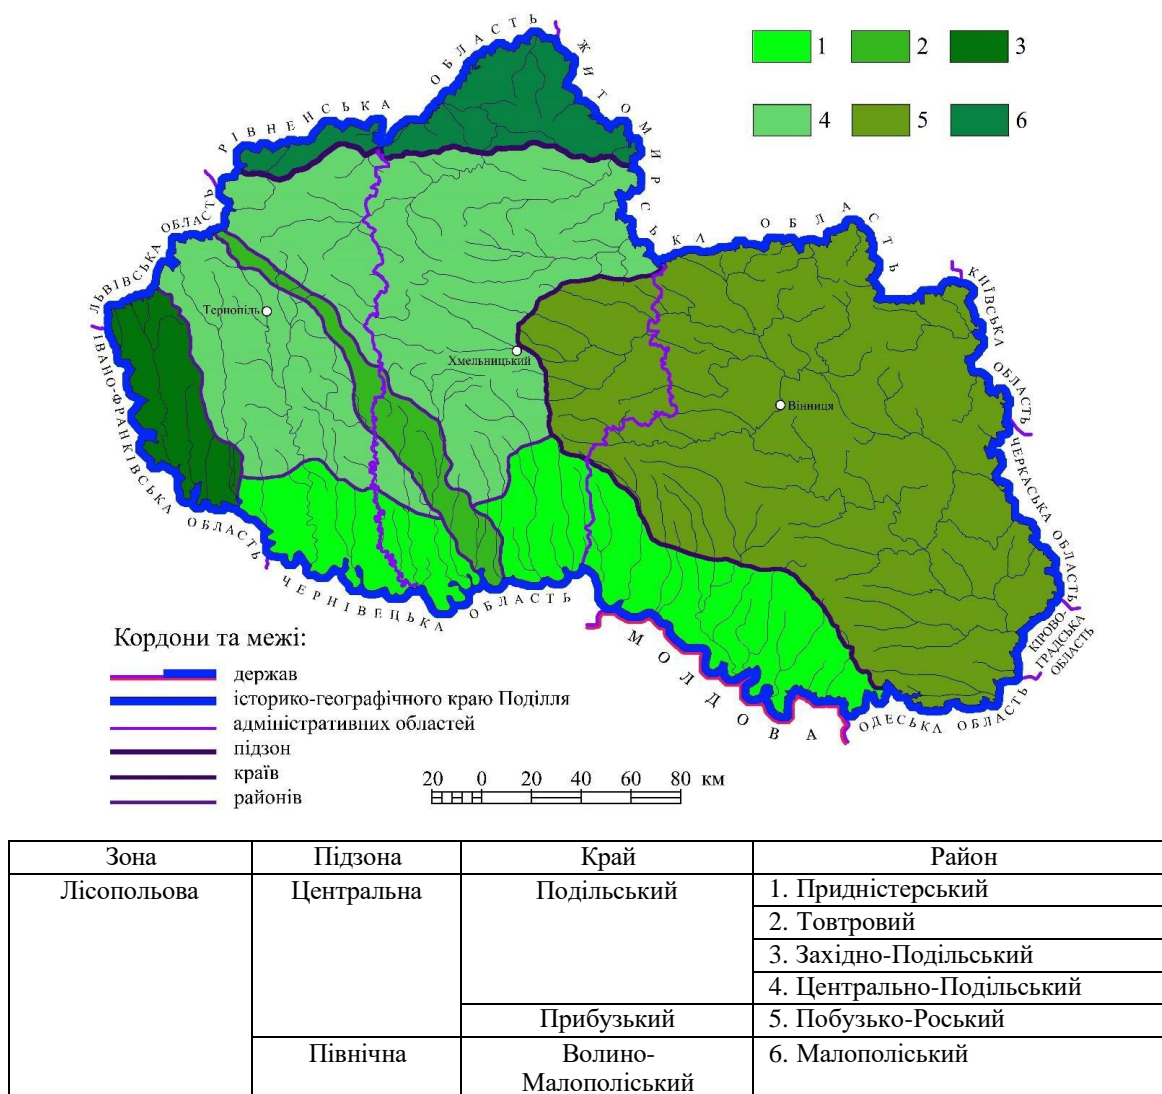 РІВНЕНСЬКА ОБЛАСТЬ
ЖИТОМИРСЬКА ОБЛАСТЬ
1 2 3
4 5 6
ЛЬВІВСЬКА ОБЛАСТЬ
КИЇВСЬКА ОБЛАСТЬ
Тернопіль
Хмельницький
Вінниця
ІВАНО-ФРАНКІВСЬКА ОБЛАСТЬ
ЧЕРКАСЬКА ОБЛАСТЬ
ЧЕРНІВЕЦЬКА ОБЛАСТЬ
МОЛДОВА
КІРОВО-
ГРАДСЬКА
ОБЛАСТЬ
ОДЕСЬКА ОБЛАСТЬ
Кордони та межі:
держав
історико-географічного краю Поділля
адміністративних областей
підзон
країв
районів
20 0 20 40 60 80 км
Зона Підзона Край Район
Лісопольова Центральна Подільський 1. Придністерський
2. Товтровий
3. Західно-Подільський
4. Центрально-Подільський
Прибузький 5. Побузько-Роський
Північна Волино- 6. Малополіський
Малополіський